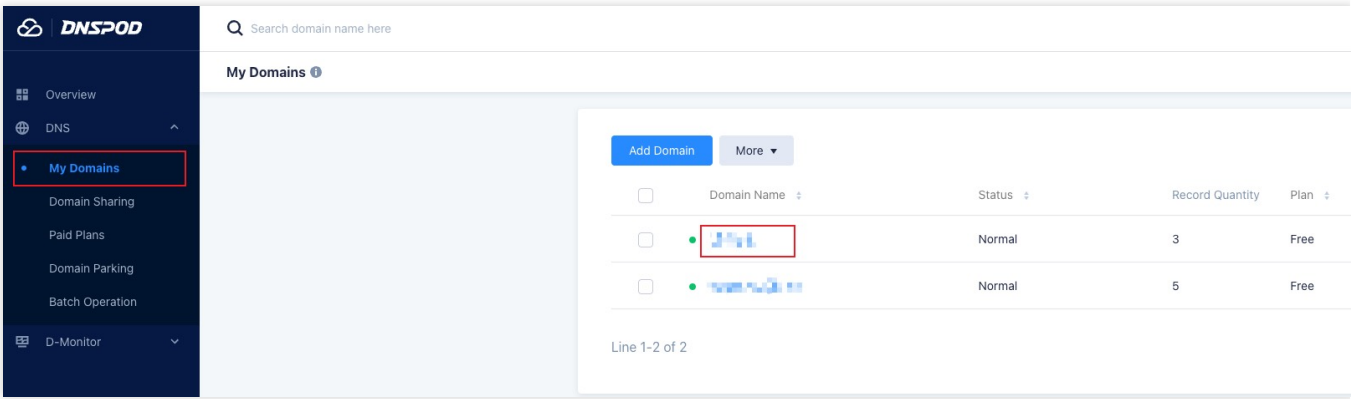 DNSPOD
Search domain name here
My Domains
Overview
DNS
My Domains
Domain Sharing
Paid Plans
Domain Parking
Batch Operation
D-Monitor
Add Domain More
Domain Name Status Record Quantity Plan
Normal 3 Free
Normal 5 Free
Line 1-2 of 2